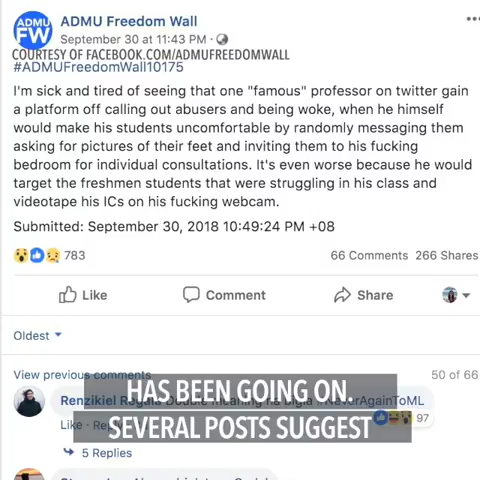 ADMU
FW
ADMU Freedom Wall
September 30 at 11:43 PM ·
COURTESY OF FACEBOOK.COM/ADMUFREEDOMWALL
#ADMUFreedomWall10175
I'm sick and tired of seeing that one "famous" professor on twitter gain
a platform off calling out abusers and being woke, when he himself
would make his students uncomfortable by randomly messaging them
asking for pictures of their feet and inviting them to his fucking
bedroom for individual consultations. It's even worse because he would
target the freshmen students that were struggling in his class and
videotape his ICs on his fucking webcam.
Submitted: September 30, 2018 10:49:24 PM +08
783
66 Comments 266 Shares
Like
Comment
Share
Oldest
View previous comments
50 of 66
HAS BEEN GOING ON.
97
Like ·
SEVERAL POSTS SUGGEST
5 Replies